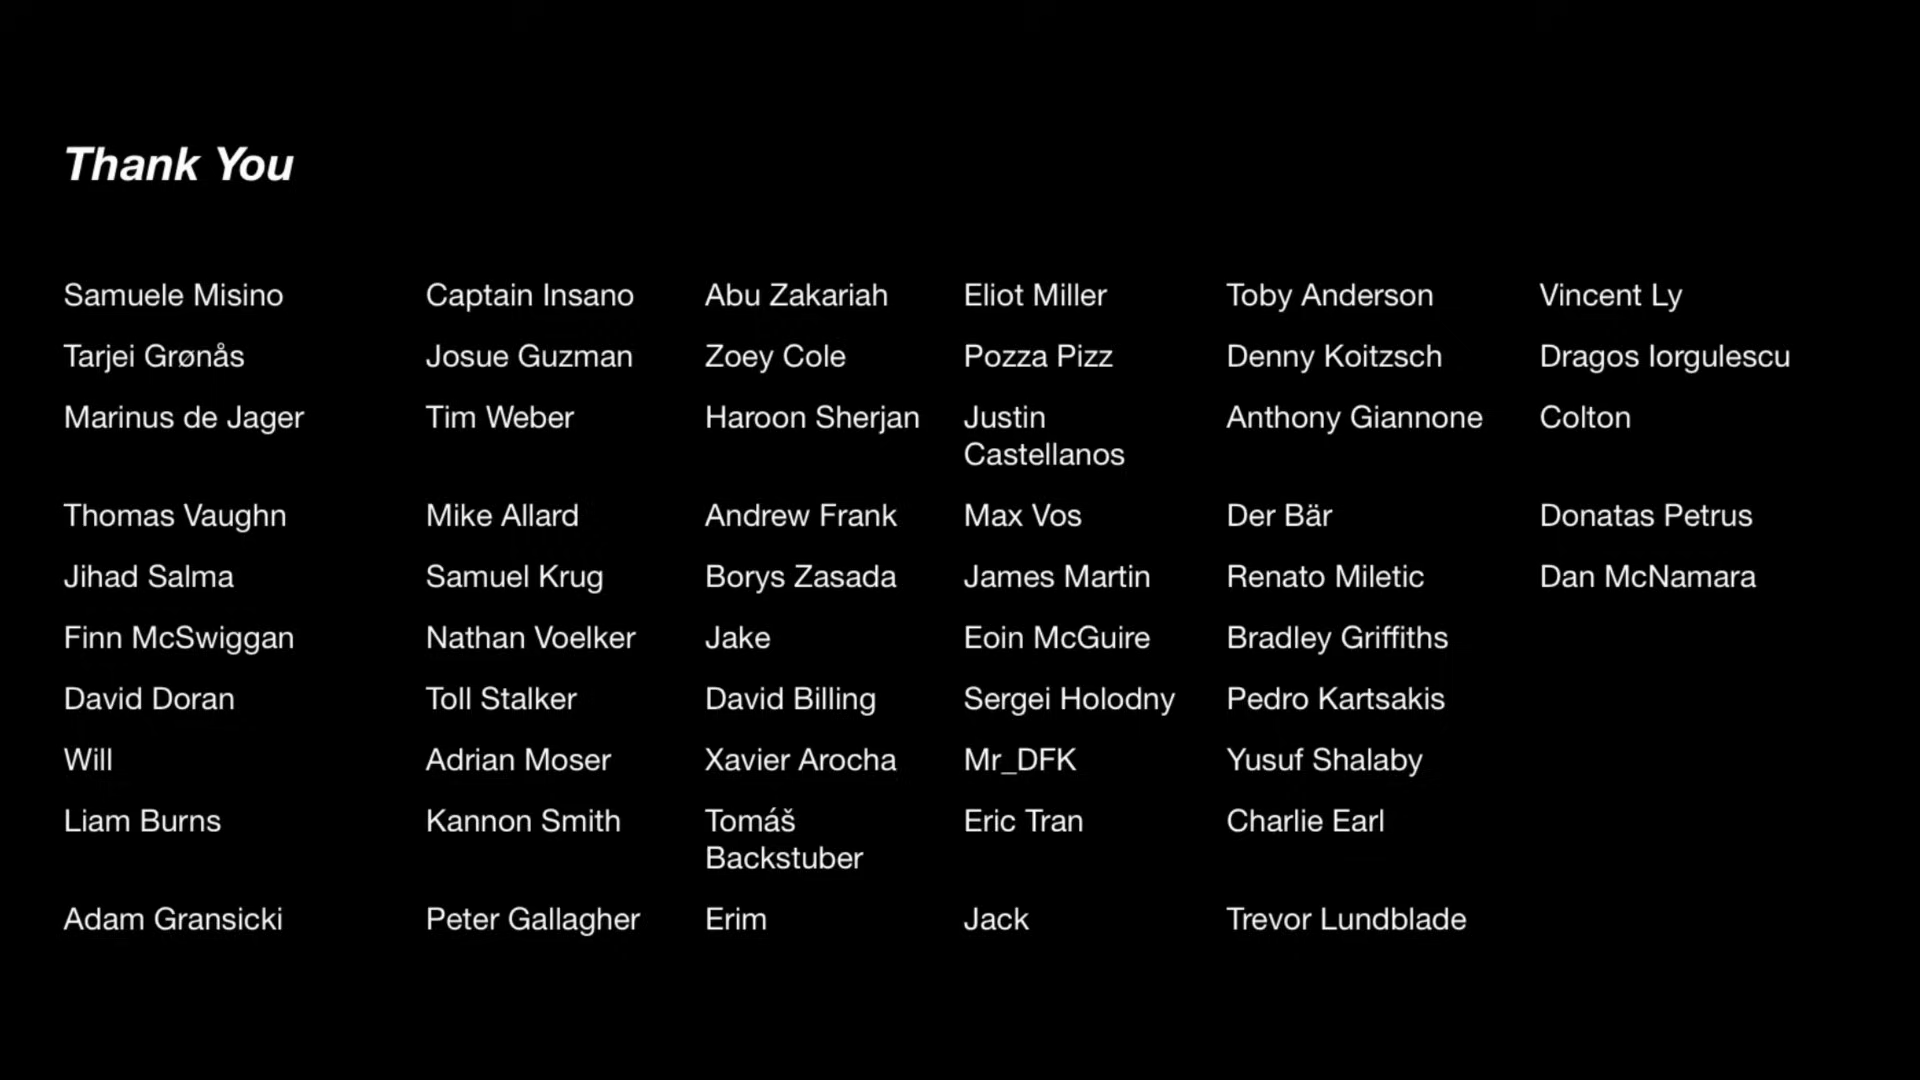 Thank You
Samuele Misino Captain Insano Abu Zakariah Eliot Miller Toby Anderson Vincent Ly
Tarjei Grønås Josue Guzman Zoey Cole Pozza Pizz Denny Koitzsch Dragos Iorgulescu
Marinus de Jager Tim Weber Haroon Sherjan Justin Anthony Giannone Colton
Castellanos
Thomas Vaughn Mike Allard Andrew Frank Max Vos Der Bär Donatas Petrus
Jihad Salma Samuel Krug Borys Zasada James Martin Renato Miletic Dan McNamara
Finn McSwiggan Nathan Voelker Jake Eoin McGuire Bradley Griffiths
David Doran Toll Stalker David Billing Sergei Holodny Pedro Kartsakis
Will Adrian Moser Xavier Arocha Mr_DFK Yusuf Shalaby
Liam Burns Kannon Smith Tomáš Eric Tran Charlie Earl
Backstuber
Adam Gransicki Peter Gallagher Erim Jack Trevor Lundblade